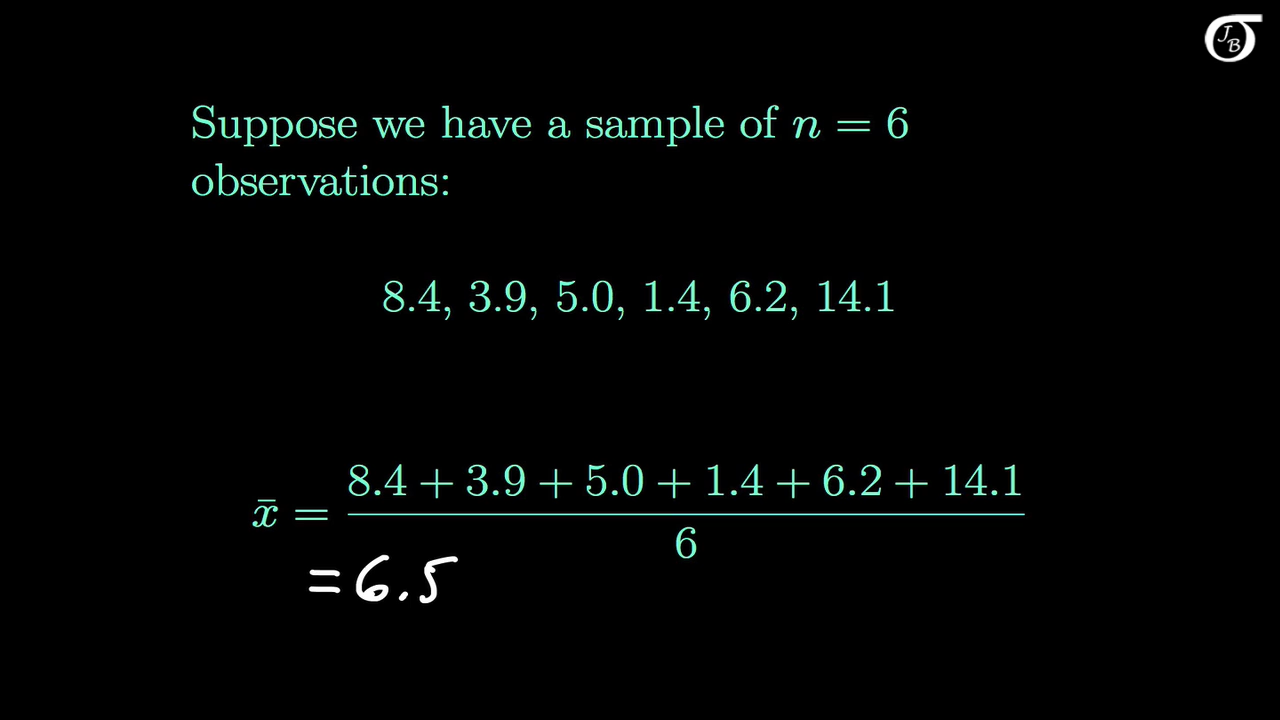 JB
Suppose we have a sample of n = 6
observations:
8.4, 3.9, 5.0, 1.4, 6.2, 14.1
x̄ = (8.4 + 3.9 + 5.0 + 1.4 + 6.2 + 14.1) / 6
= 6.5